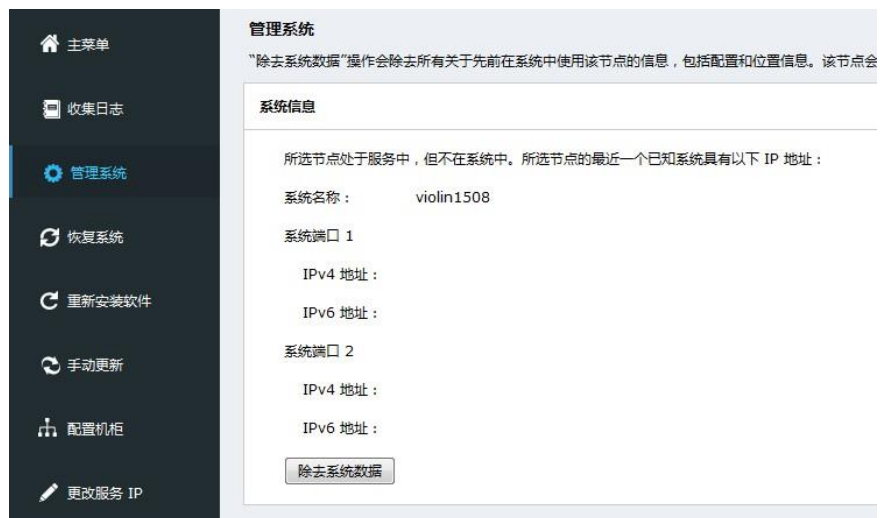 主菜单
收集日志
管理系统
恢复系统
重新安装软件
手动更新
配置机柜
更改服务 IP
管理系统
“除去系统数据”操作会除去所有关于先前在系统中使用该节点的信息，包括配置和位置信息。该节点会
系统信息
所选节点处于服务中，但不在系统中。所选节点的最近一个已知系统具有以下 IP 地址：
系统名称： violin1508
系统端口 1
IPv4 地址：
IPv6 地址：
系统端口 2
IPv4 地址：
IPv6 地址：
除去系统数据